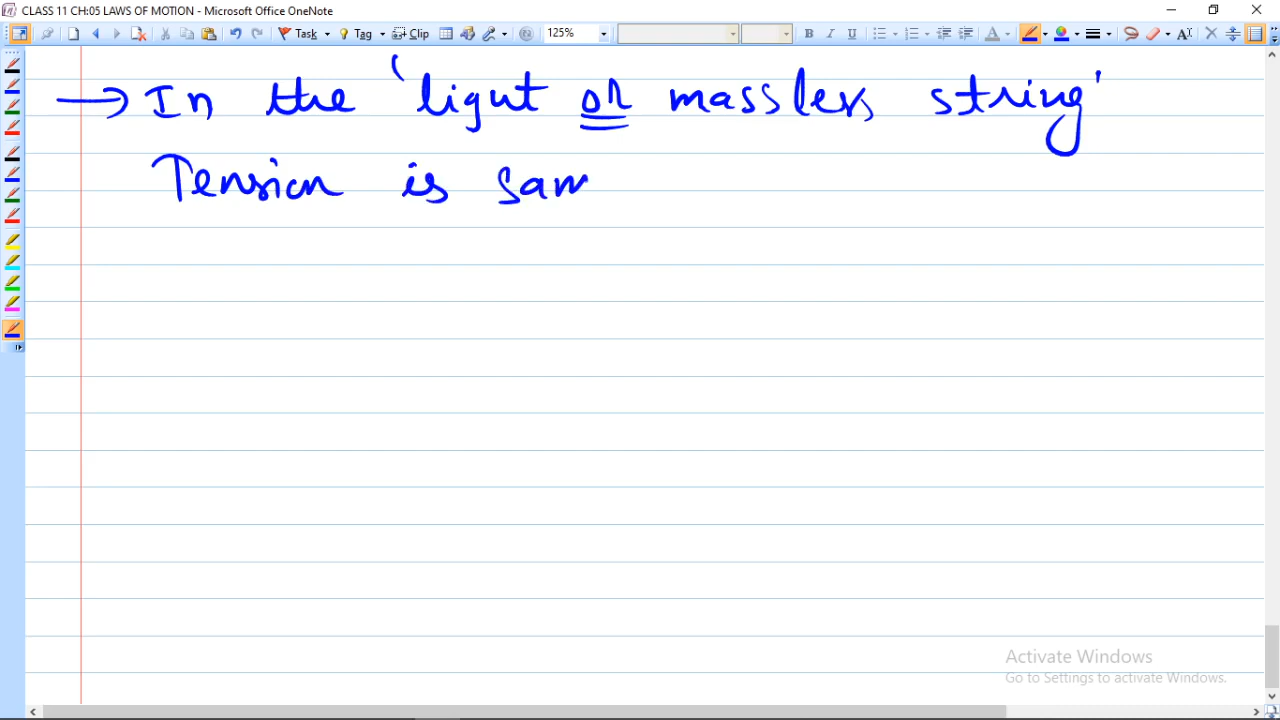 CLASS 11 CH:05 LAWS OF MOTION - Microsoft Office OneNote
Task Tag Clip 125% B I U A
→ In the 'light or massless string'
Tension is sam
Activate Windows
Go to Settings to activate Windows.